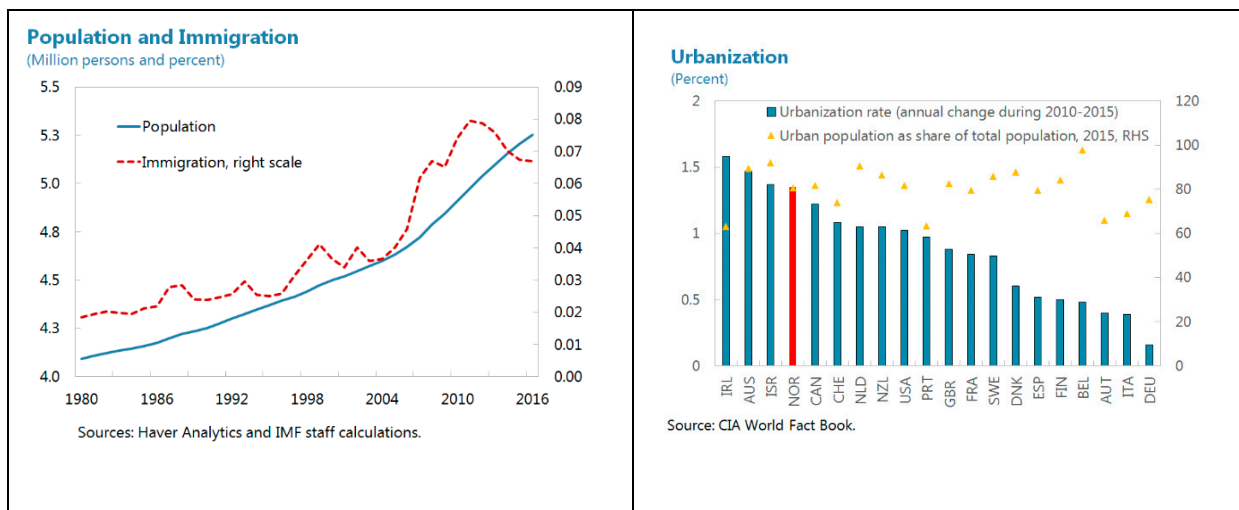 Population and Immigration
(Million persons and percent)
5.5
5.3
5.0
4.8
4.5
4.3
4.0
0.09
0.08
0.07
0.06
0.05
0.04
0.03
0.02
0.01
0.00
Population
Immigration, right scale
1980 1986 1992 1998 2004 2010 2016
Sources: Haver Analytics and IMF staff calculations.
Urbanization
(Percent)
2
1.5
1
0.5
0
120
100
80
60
40
20
0
Urbanization rate (annual change during 2010-2015)
Urban population as share of total population, 2015, RHS
IRL AUS ISR NOR CAN CHE NLD NZL USA PRT GBR FRA SWE DNK ESP FIN BEL AUT ITA DEU
Source: CIA World Fact Book.